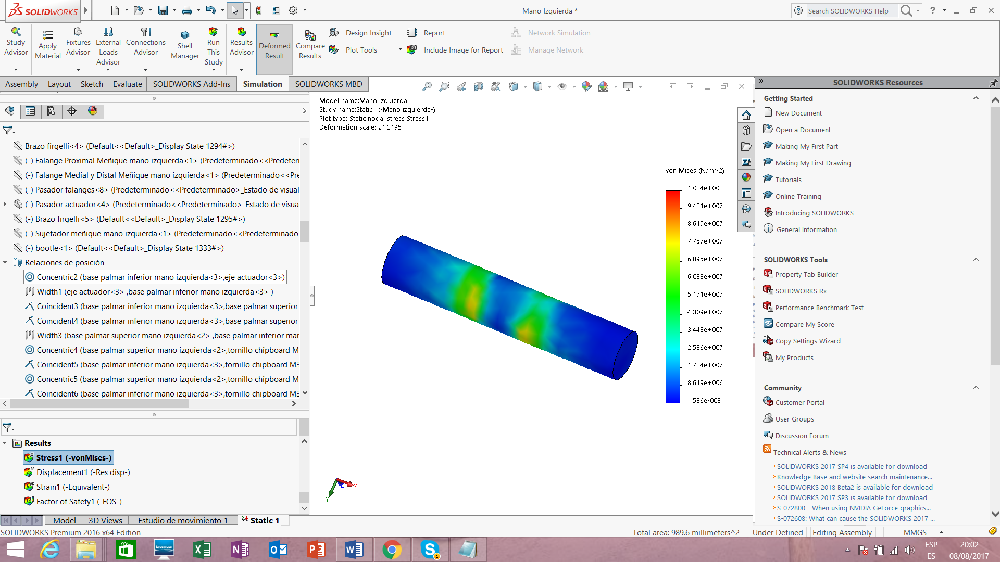 SOLIDWORKS
Mano Izquierda *
Search SOLIDWORKS Help
Study Advisor
Apply Material
Fixtures Advisor
External Loads Advisor
Connections Advisor
Shell Manager
Run This Study
Results Advisor
Deformed Result
Compare Results
Design Insight
Plot Tools
Report
Include Image for Report
Network Simulation
Manage Network
Assembly Layout Sketch Evaluate SOLIDWORKS Add-Ins Simulation SOLIDWORKS MBD
Brazo firgelli<4> (Default<<Default>_Display State 1294#>)
(-) Falange Proximal Meñique mano izquierda<1> (Predeterminado<<Predeterr
(-) Falange Medial y Distal Meñique mano izquierda<1> (Predeterminado<<Pre
(-) Pasador falanges<8> (Predeterminado<<Predeterminado>_Estado de visual
(-) Pasador actuador<4> (Predeterminado<<Predeterminado>_Estado de visua
(-) Brazo firgelli<5> (Default<<Default>_Display State 1295#>)
(-) Sujetador meñique mano izquierda<1> (Predeterminado<<Predeterminado
(-) bootle<1> (Default<<Default>_Display State 1333#>)
Relaciones de posición
Concentric2 (base palmar inferior mano izquierda<3>,eje actuador<3>)
Width1 (eje actuador<3> ,base palmar inferior mano izquierda<3> )
Coincident3 (base palmar inferior mano izquierda<3>,base palmar superior
Coincident4 (base palmar inferior mano izquierda<3>,base palmar superior
Width3 (base palmar superior mano izquierda<2> ,base palmar inferior mar
Concentric4 (base palmar superior mano izquierda<2>,tornillo chipboard M
Coincident5 (base palmar inferior mano izquierda<3>,tornillo chipboard M3
Concentric5 (base palmar superior mano izquierda<2>,tornillo chipboard M
Coincident6 (base palmar inferior mano izquierda<3>,tornillo chipboard M3
Results
Stress1 (-vonMises-)
Displacement1 (-Res disp-)
Strain1 (-Equivalent-)
Factor of Safety1 (-FOS-)
Model name:Mano Izquierda
Study name:Static 1(-Mano izquierda-)
Plot type: Static nodal stress Stress1
Deformation scale: 21.3195
von Mises (N/m^2)
1.034e+008
9.481e+007
8.619e+007
7.757e+007
6.895e+007
6.033e+007
5.171e+007
4.309e+007
3.448e+007
2.586e+007
1.724e+007
8.619e+006
1.536e-003
X
Y
Z
SOLIDWORKS Resources
Getting Started
New Document
Open a Document
Making My First Part
Making My First Drawing
Tutorials
Online Training
Introducing SOLIDWORKS
General Information
SOLIDWORKS Tools
Property Tab Builder
SOLIDWORKS Rx
Performance Benchmark Test
Compare My Score
Copy Settings Wizard
My Products
Community
Customer Portal
User Groups
Discussion Forum
Technical Alerts & News
SOLIDWORKS 2017 SP4 is available for download
Knowledge Base and website search maintenance...
SOLIDWORKS 2018 Beta2 is available for download
SOLIDWORKS 2017 SP3 is available for download
S-072800 - When using NVIDIA GeForce graphics...
S-072608: What can cause the SOLIDWORKS 2017 ...
Model 3D Views Estudio de movimiento 1 Static 1
SOLIDWORKS Premium 2016 x64 Edition
Total area: 989.6 millimeters^2 Under Defined Editing Assembly MMGS
ESP
ES
20:02
08/08/2017